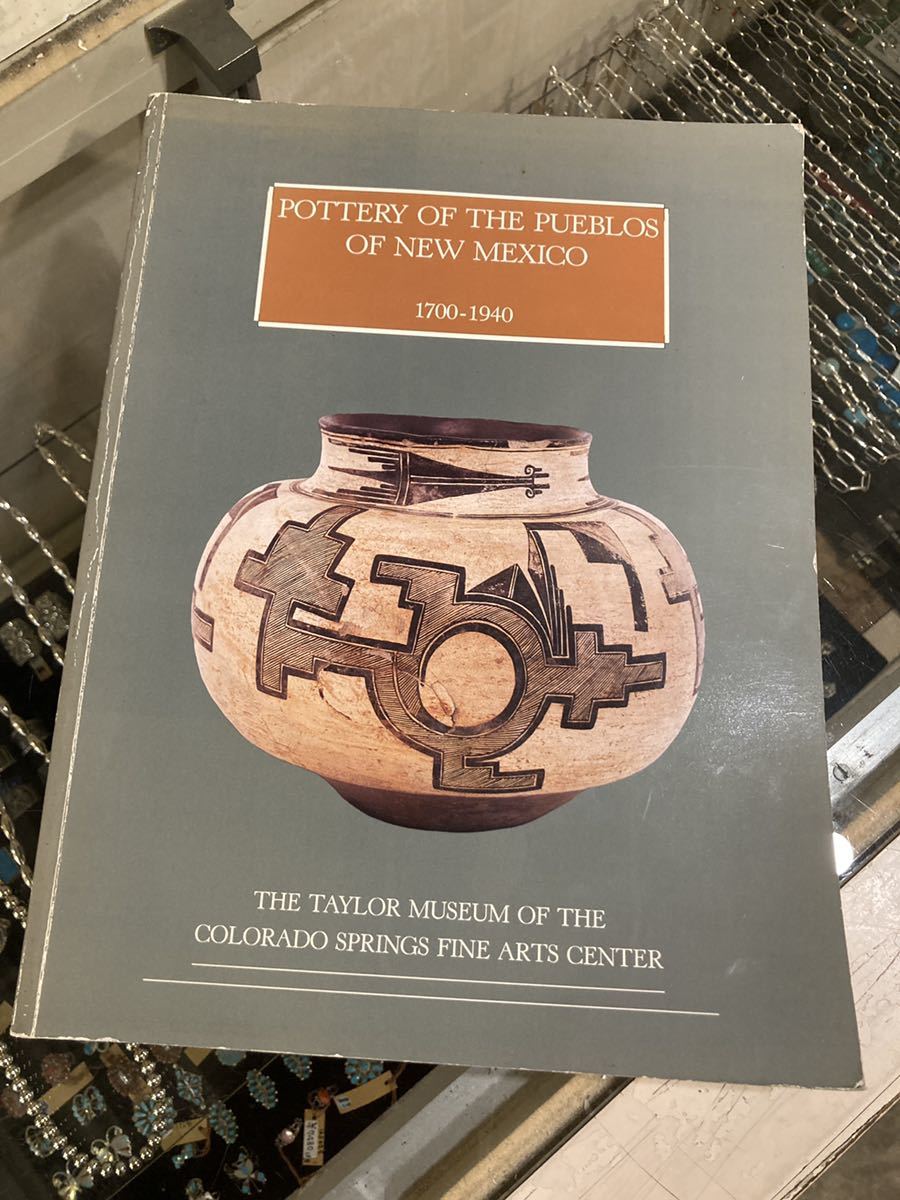 POTTERY OF THE PUEBLOS
OF NEW MEXICO
1700-1940
THE TAYLOR MUSEUM OF THE
COLORADO SPRINGS FINE ARTS CENTER